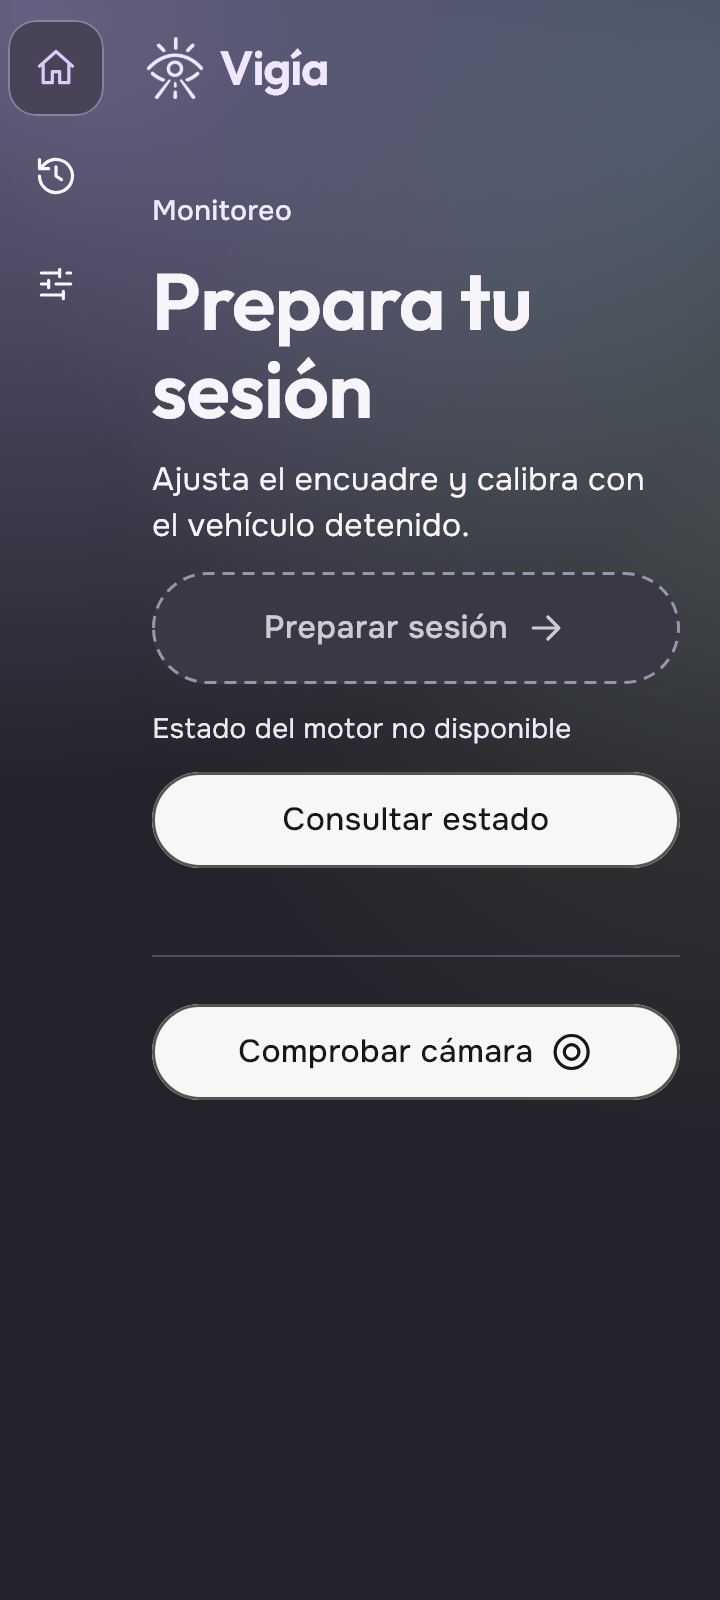 Vigía
Monitoreo
Prepara tu
sesión
Ajusta el encuadre y calibra con
el vehículo detenido.
Preparar sesión
Estado del motor no disponible
Consultar estado
Comprobar cámara